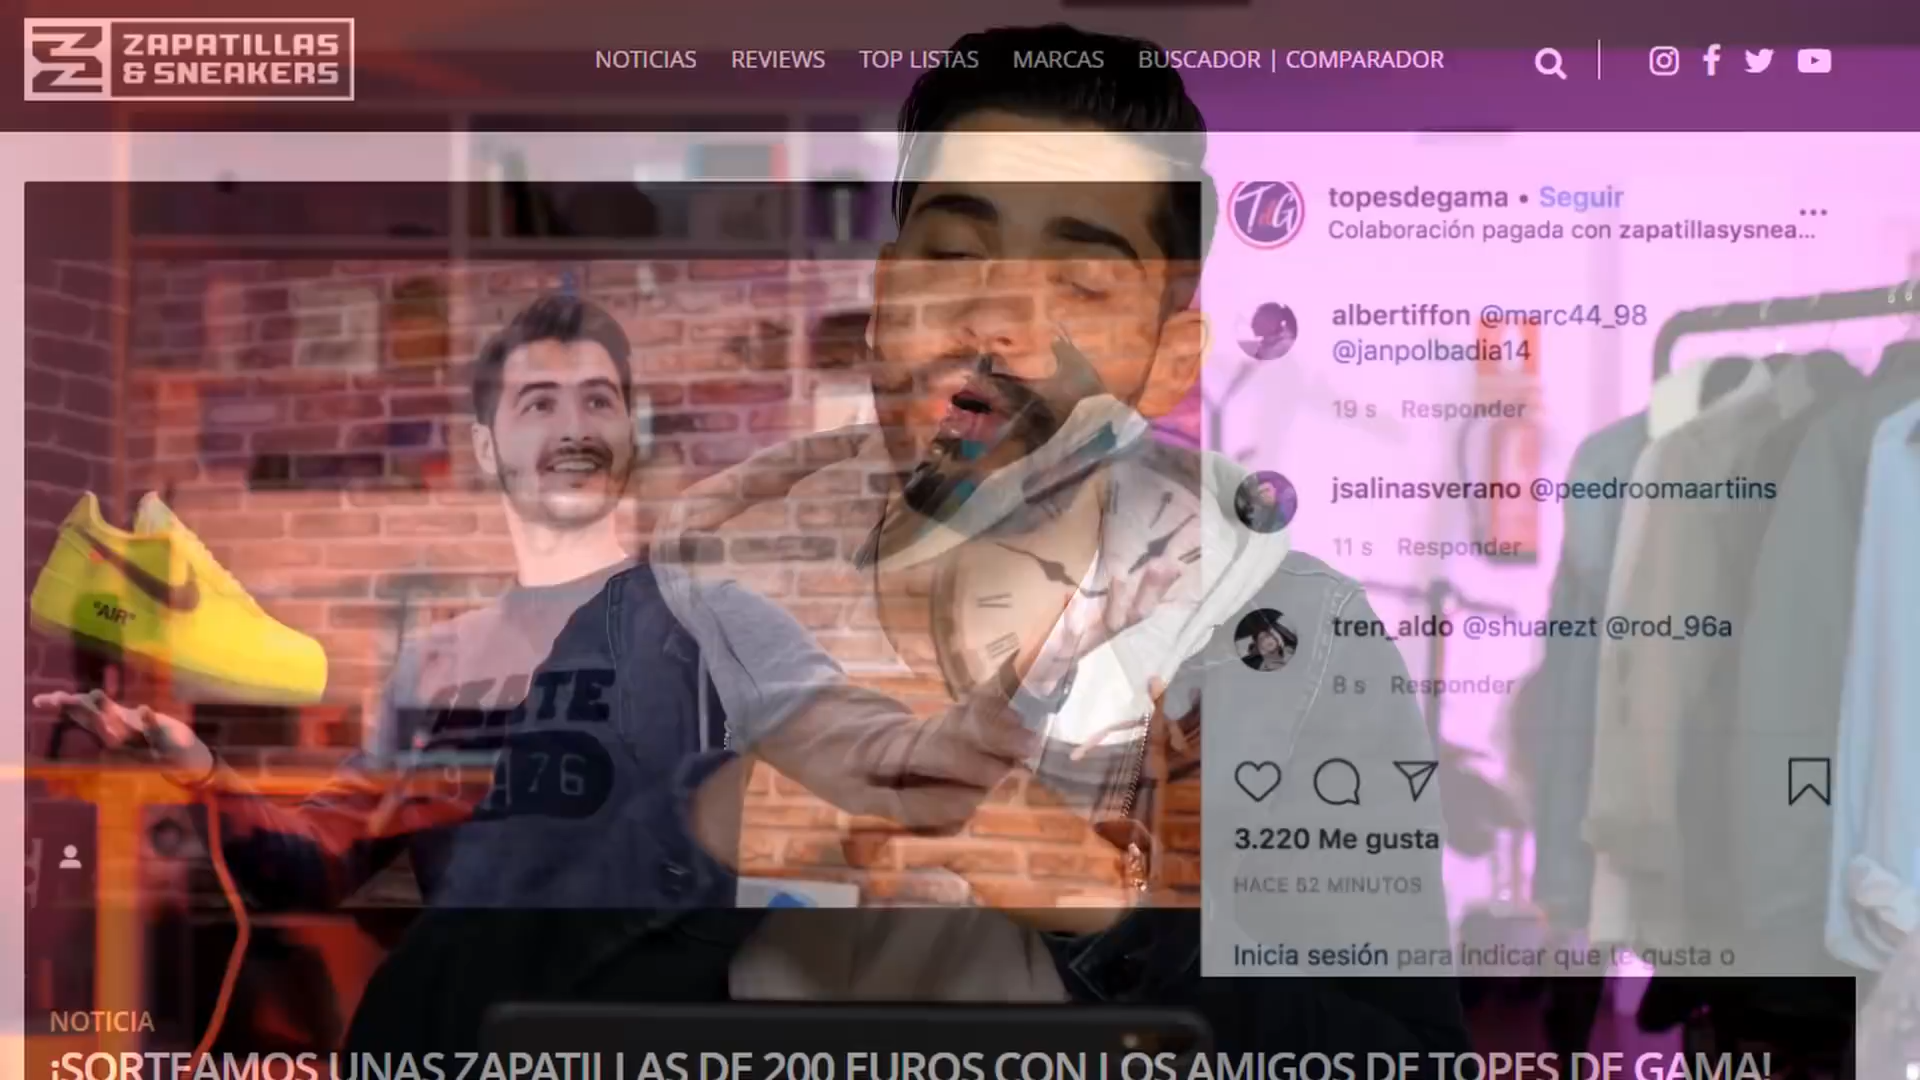 ZAPATILLAS
& SNEAKERS
NOTICIAS REVIEWS TOP LISTAS MARCAS BUSCADOR | COMPARADOR
topesdegama • Seguir
Colaboración pagada con zapatillasysnea...
albertiffon @marc44_98
@janpolbadia14
19 s Responder
jsalinasverano @peedroomaartiins
11 s Responder
"AIR"
tren_aldo @shuarezt @rod_96a
8 s Responder
76
3.220 Me gusta
HACE 52 MINUTOS
Inicia sesión para indicar que te gusta o
NOTICIA
¡SORTEAMOS UNAS ZAPATILLAS DE 200 EUROS CON LOS AMIGOS DE TOPES DE GAMA!